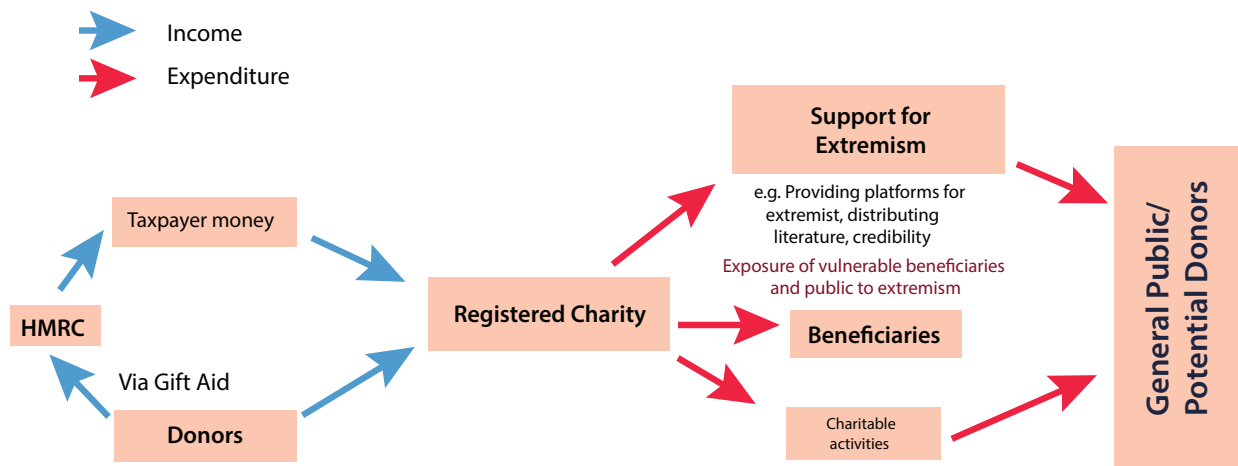 Income
Expenditure
Support for
Extremism
e.g. Providing platforms for
extremist, distributing
literature, credibility
Exposure of vulnerable beneficiaries
and public to extremism
Taxpayer money
HMRC
Via Gift Aid
Donors
Registered Charity
Beneficiaries
Charitable
activities
General Public/
Potential Donors